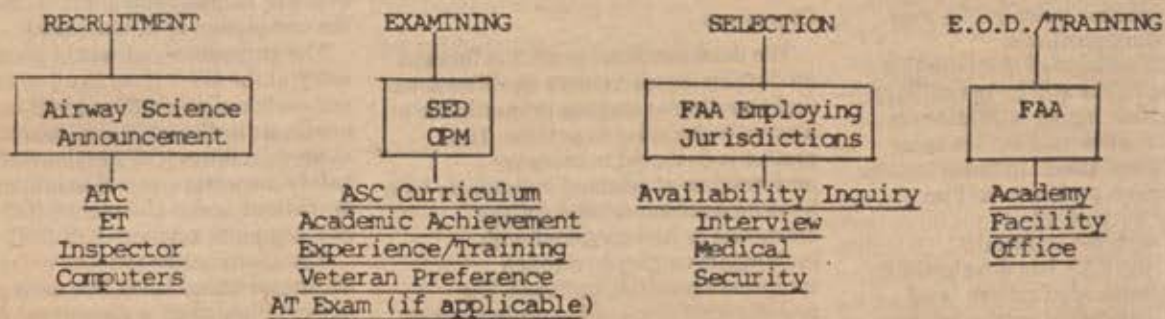 RECRUITMENT
Airway Science
Announcement
ATC
ET
Inspector
Computers
EXAMINING
SED
OPM
ASC Curriculum
Academic Achievement
Experience/Training
Veteran Preference
AT Exam (if applicable)
SELECTION
FAA Employing
Jurisdictions
Availability Inquiry
Interview
Medical
Security
E.O.D./TRAINING
FAA
Academy
Facility
Office